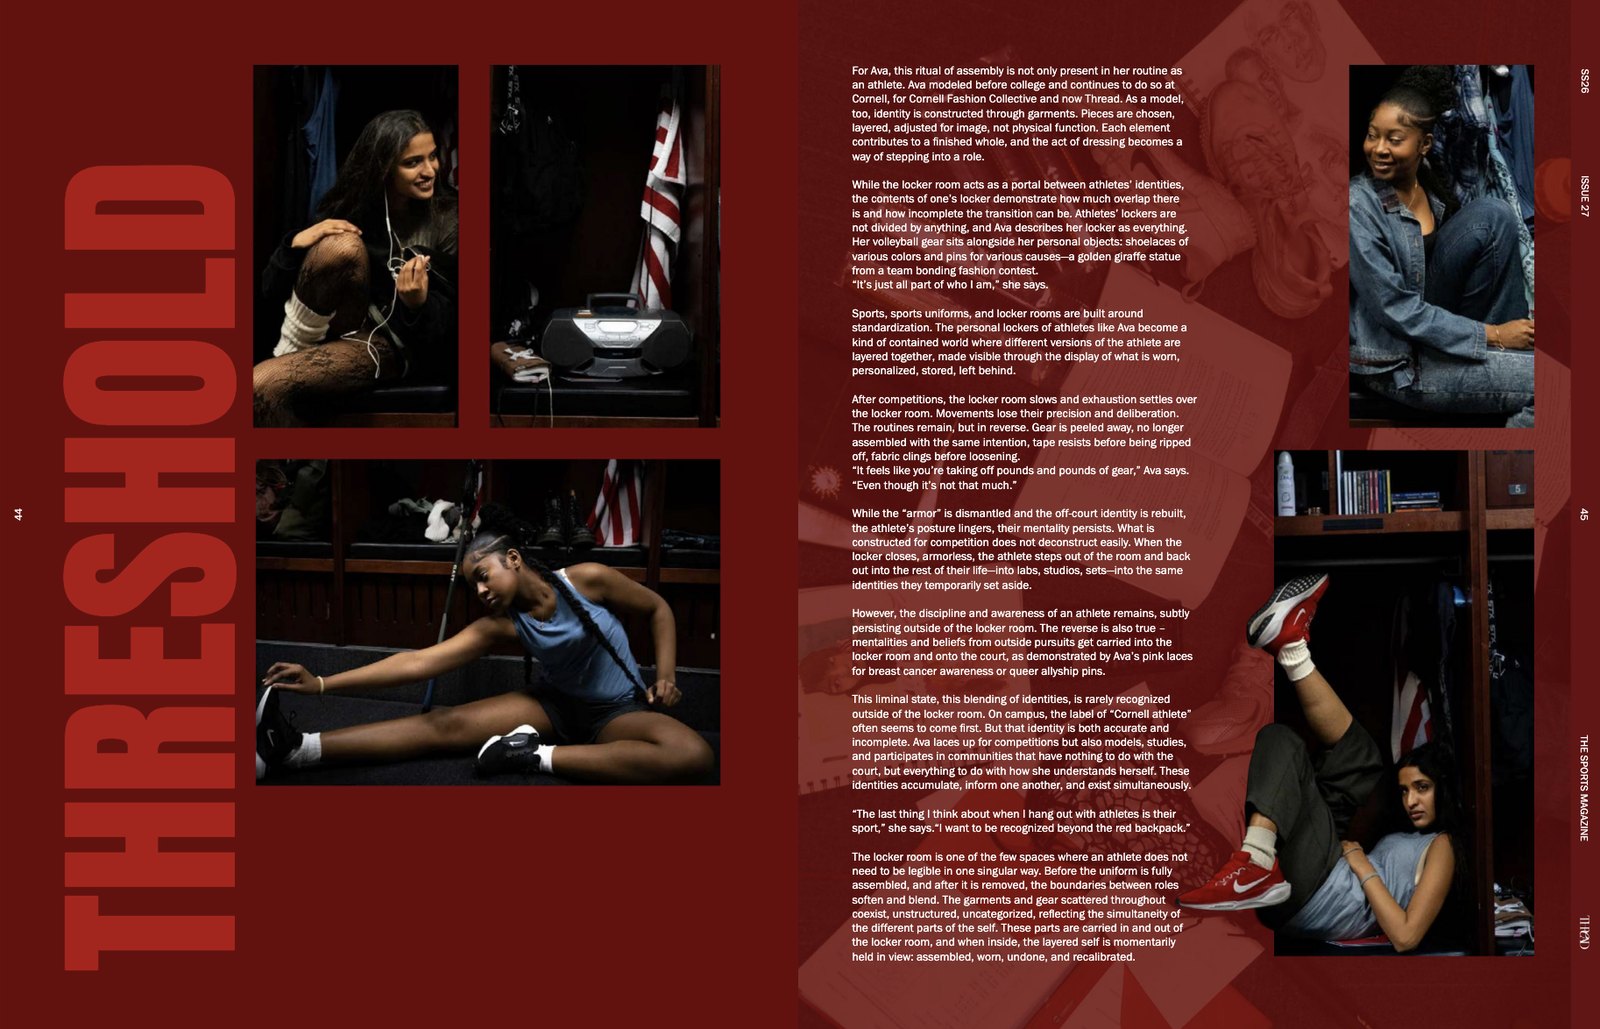 THRESHOLD
44
For Ava, this ritual of assembly is not only present in her routine as
an athlete. Ava modeled before college and continues to do so at
Cornell, for Cornell Fashion Collective and now Thread. As a model,
too, identity is constructed through garments. Pieces are chosen,
layered, adjusted for image, not physical function. Each element
contributes to a finished whole, and the act of dressing becomes a
way of stepping into a role.
While the locker room acts as a portal between athletes' identities,
the contents of one's locker demonstrate how much overlap there
is and how incomplete the transition can be. Athletes' lockers are
not divided by anything, and Ava describes her locker as everything.
Her volleyball gear sits alongside her personal objects: shoelaces of
various colors and pins for various causes—a golden giraffe statue
from a team bonding fashion contest.
"It's just all part of who I am," she says.
Sports, sports uniforms, and locker rooms are built around
standardization. The personal lockers of athletes like Ava become a
kind of contained world where different versions of the athlete are
layered together, made visible through the display of what is worn,
personalized, stored, left behind.
After competitions, the locker room slows and exhaustion settles over
the locker room. Movements lose their precision and deliberation.
The routines remain, but in reverse. Gear is peeled away, no longer
assembled with the same intention, tape resists before being ripped
off, fabric clings before loosening.
"It feels like you're taking off pounds and pounds of gear," Ava says.
"Even though it's not that much."
While the "armor" is dismantled and the off-court identity is rebuilt,
the athlete's posture lingers, their mentality persists. What is
constructed for competition does not deconstruct easily. When the
locker closes, armorless, the athlete steps out of the room and back
out into the rest of their life—into labs, studios, sets—into the same
identities they temporarily set aside.
However, the discipline and awareness of an athlete remains, subtly
persisting outside of the locker room. The reverse is also true –
mentalities and beliefs from outside pursuits get carried into the
locker room and onto the court, as demonstrated by Ava's pink laces
for breast cancer awareness or queer allyship pins.
This liminal state, this blending of identities, is rarely recognized
outside of the locker room. On campus, the label of "Cornell athlete"
often seems to come first. But that identity is both accurate and
incomplete. Ava laces up for competitions but also models, studies,
and participates in communities that have nothing to do with the
court, but everything to do with how she understands herself. These
identities accumulate, inform one another, and exist simultaneously.
"The last thing I think about when I hang out with athletes is their
sport," she says."I want to be recognized beyond the red backpack."
The locker room is one of the few spaces where an athlete does not
need to be legible in one singular way. Before the uniform is fully
assembled, and after it is removed, the boundaries between roles
soften and blend. The garments and gear scattered throughout
coexist, unstructured, uncategorized, reflecting the simultaneity of
the different parts of the self. These parts are carried in and out of
the locker room, and when inside, the layered self is momentarily
held in view: assembled, worn, undone, and recalibrated.
5
SS26
ISSUE 27
45
THE SPORTS MAGAZINE